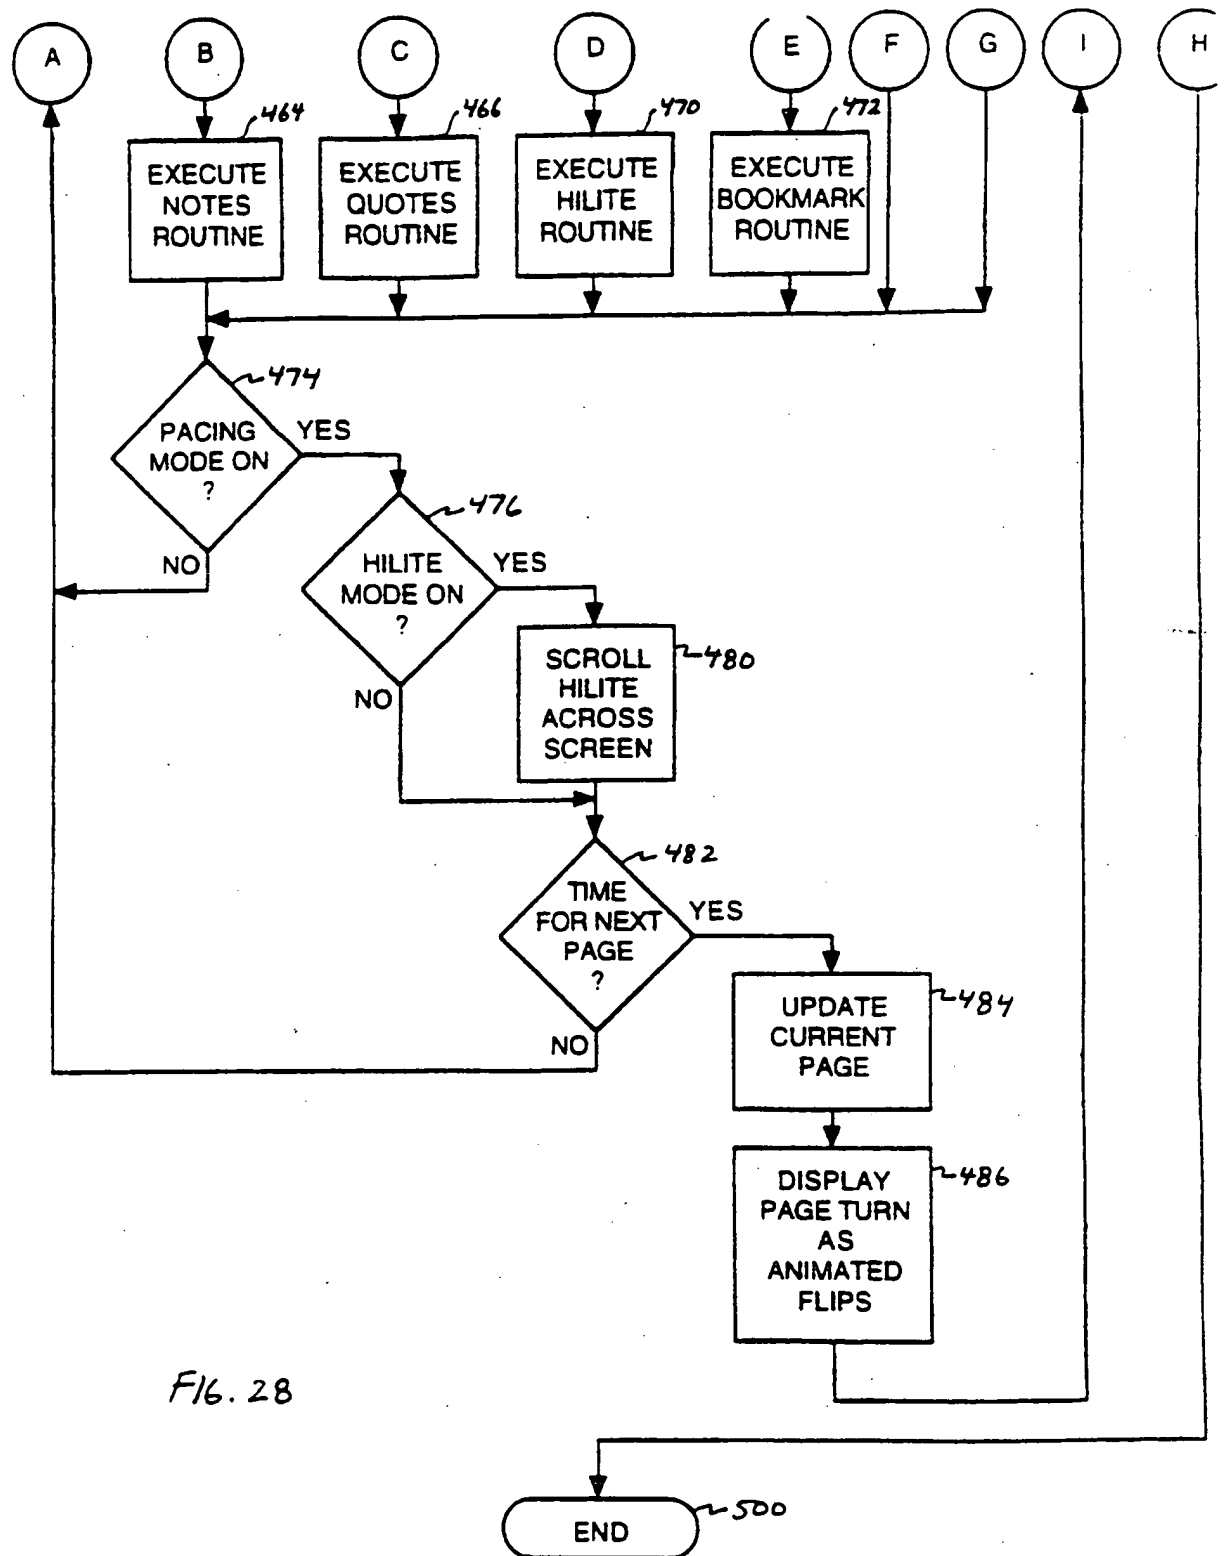 A B C D E F G I H
464 466 470 472
EXECUTE
NOTES
ROUTINE
EXECUTE
QUOTES
ROUTINE
EXECUTE
HILITE
ROUTINE
EXECUTE
BOOKMARK
ROUTINE
474
PACING
MODE ON
?
YES
NO
476
HILITE
MODE ON
?
YES
NO
480
SCROLL
HILITE
ACROSS
SCREEN
482
TIME
FOR NEXT
PAGE
?
YES
NO
484
UPDATE
CURRENT
PAGE
486
DISPLAY
PAGE TURN
AS
ANIMATED
FLIPS
FIG. 28
500
END